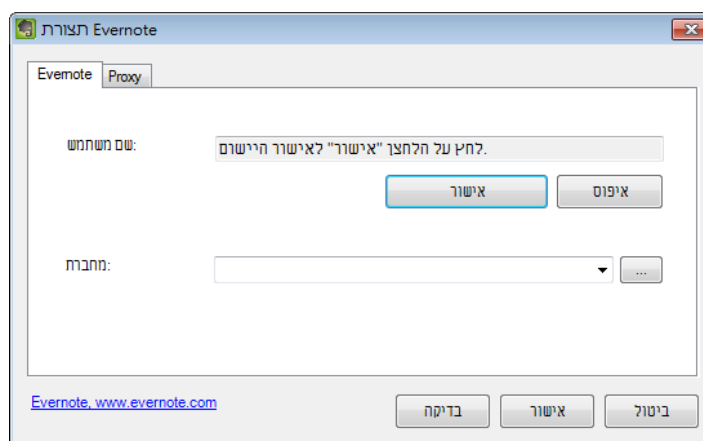 תצורת Evernote
Evernote Proxy
שם משתמש:
לחץ על הלחצן "אישור" לאישור היישום.
אישור איפוס
מחברת:
...
Evernote, www.evernote.com
בדיקה אישור ביטול